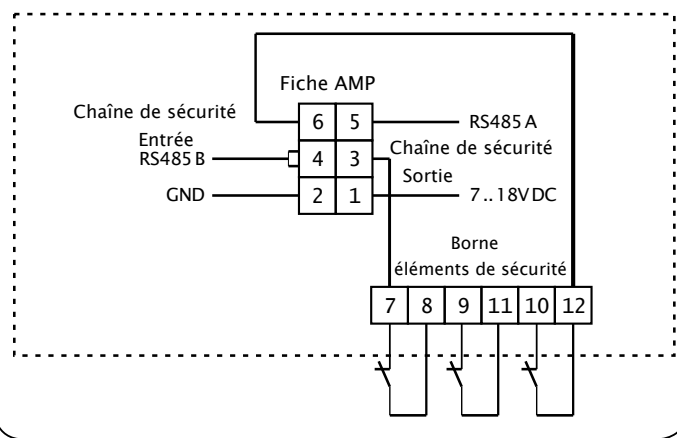 Fiche AMP
Chaîne de sécurité
Entrée
6 5
RS485 A
RS485 B
4 3
Chaîne de sécurité
Sortie
GND
2 1
7 .. 18V DC
Borne
éléments de sécurité
7 8 9 11 10 12